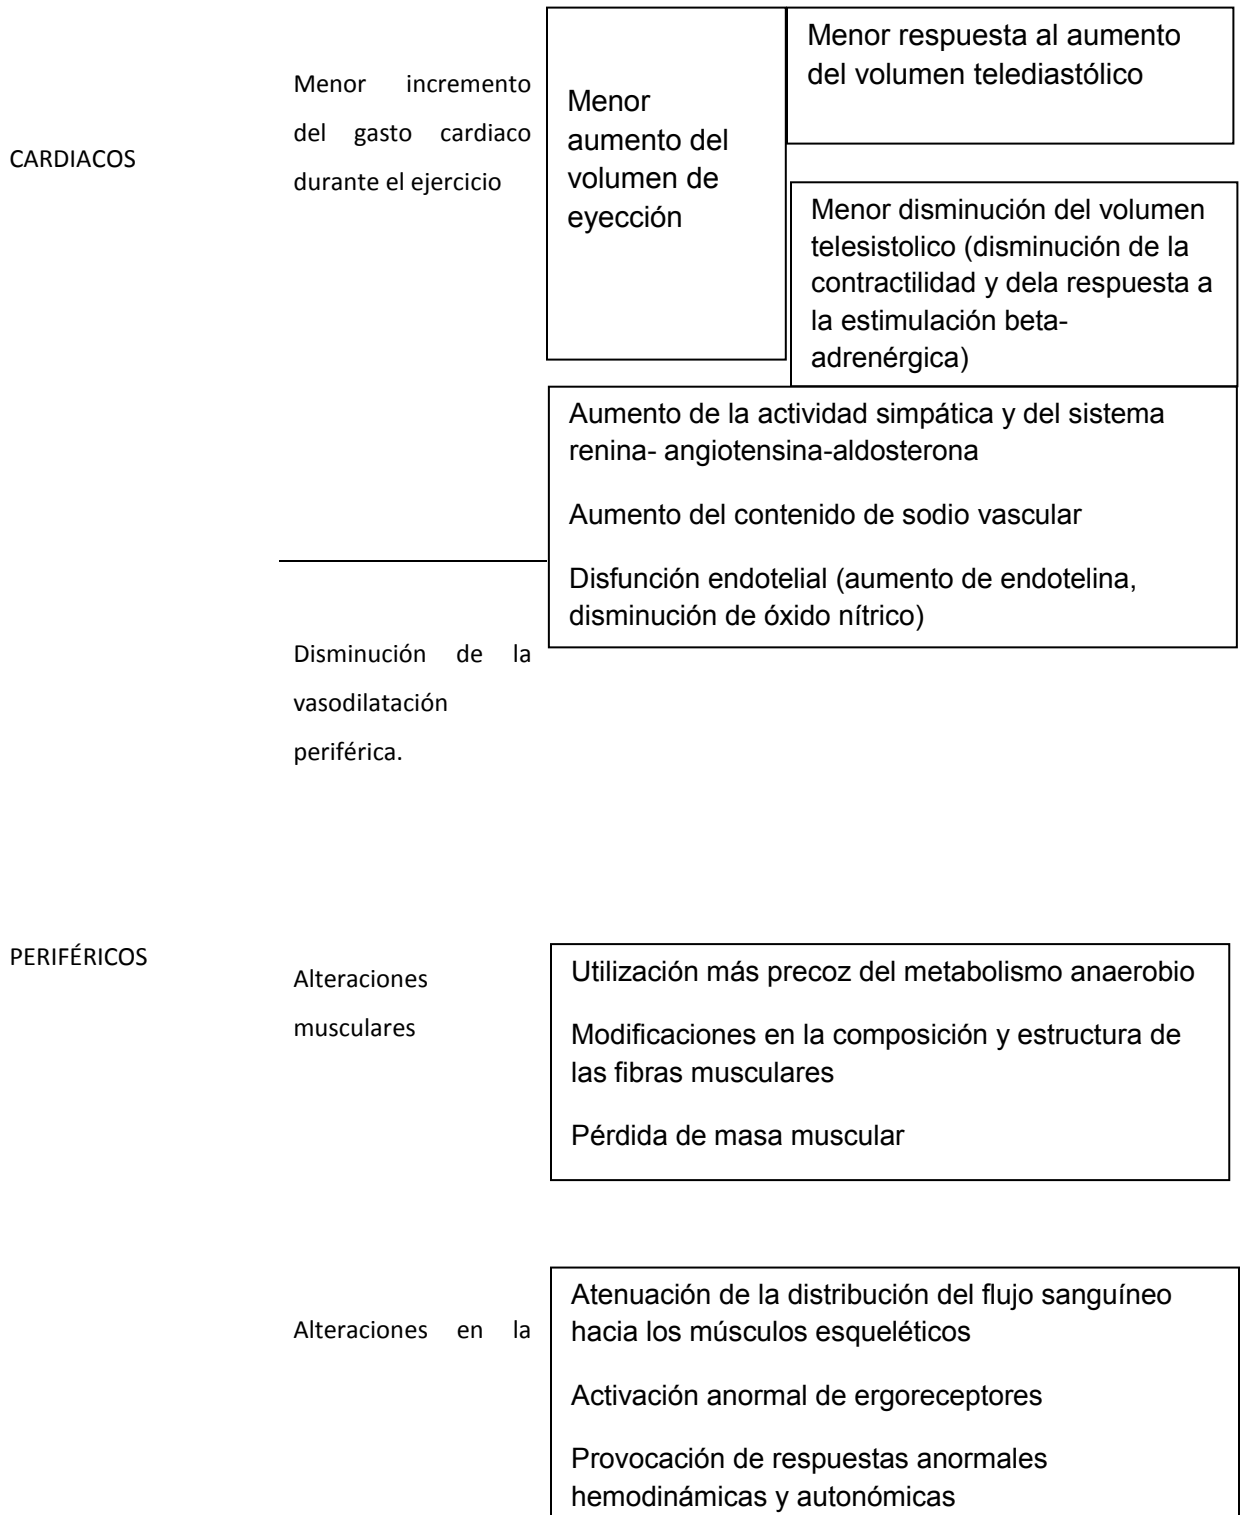 CARDIACOS
Menor incremento
del gasto cardiaco
durante el ejercicio
Menor
aumento del
volumen de
eyección
Menor respuesta al aumento
del volumen telediastólico
Menor disminución del volumen
telesistolico (disminución de la
contractilidad y dela respuesta a
la estimulación beta-
adrenérgica)
Aumento de la actividad simpática y del sistema
renina- angiotensina-aldosterona
Aumento del contenido de sodio vascular
Disfunción endotelial (aumento de endotelina,
disminución de óxido nítrico)
Disminución de la
vasodilatación
periférica.
PERIFÉRICOS
Alteraciones
musculares
Utilización más precoz del metabolismo anaerobio
Modificaciones en la composición y estructura de
las fibras musculares
Pérdida de masa muscular
Alteraciones en la
Atenuación de la distribución del flujo sanguíneo
hacia los músculos esqueléticos
Activación anormal de ergoreceptores
Provocación de respuestas anormales
hemodinámicas y autonómicas